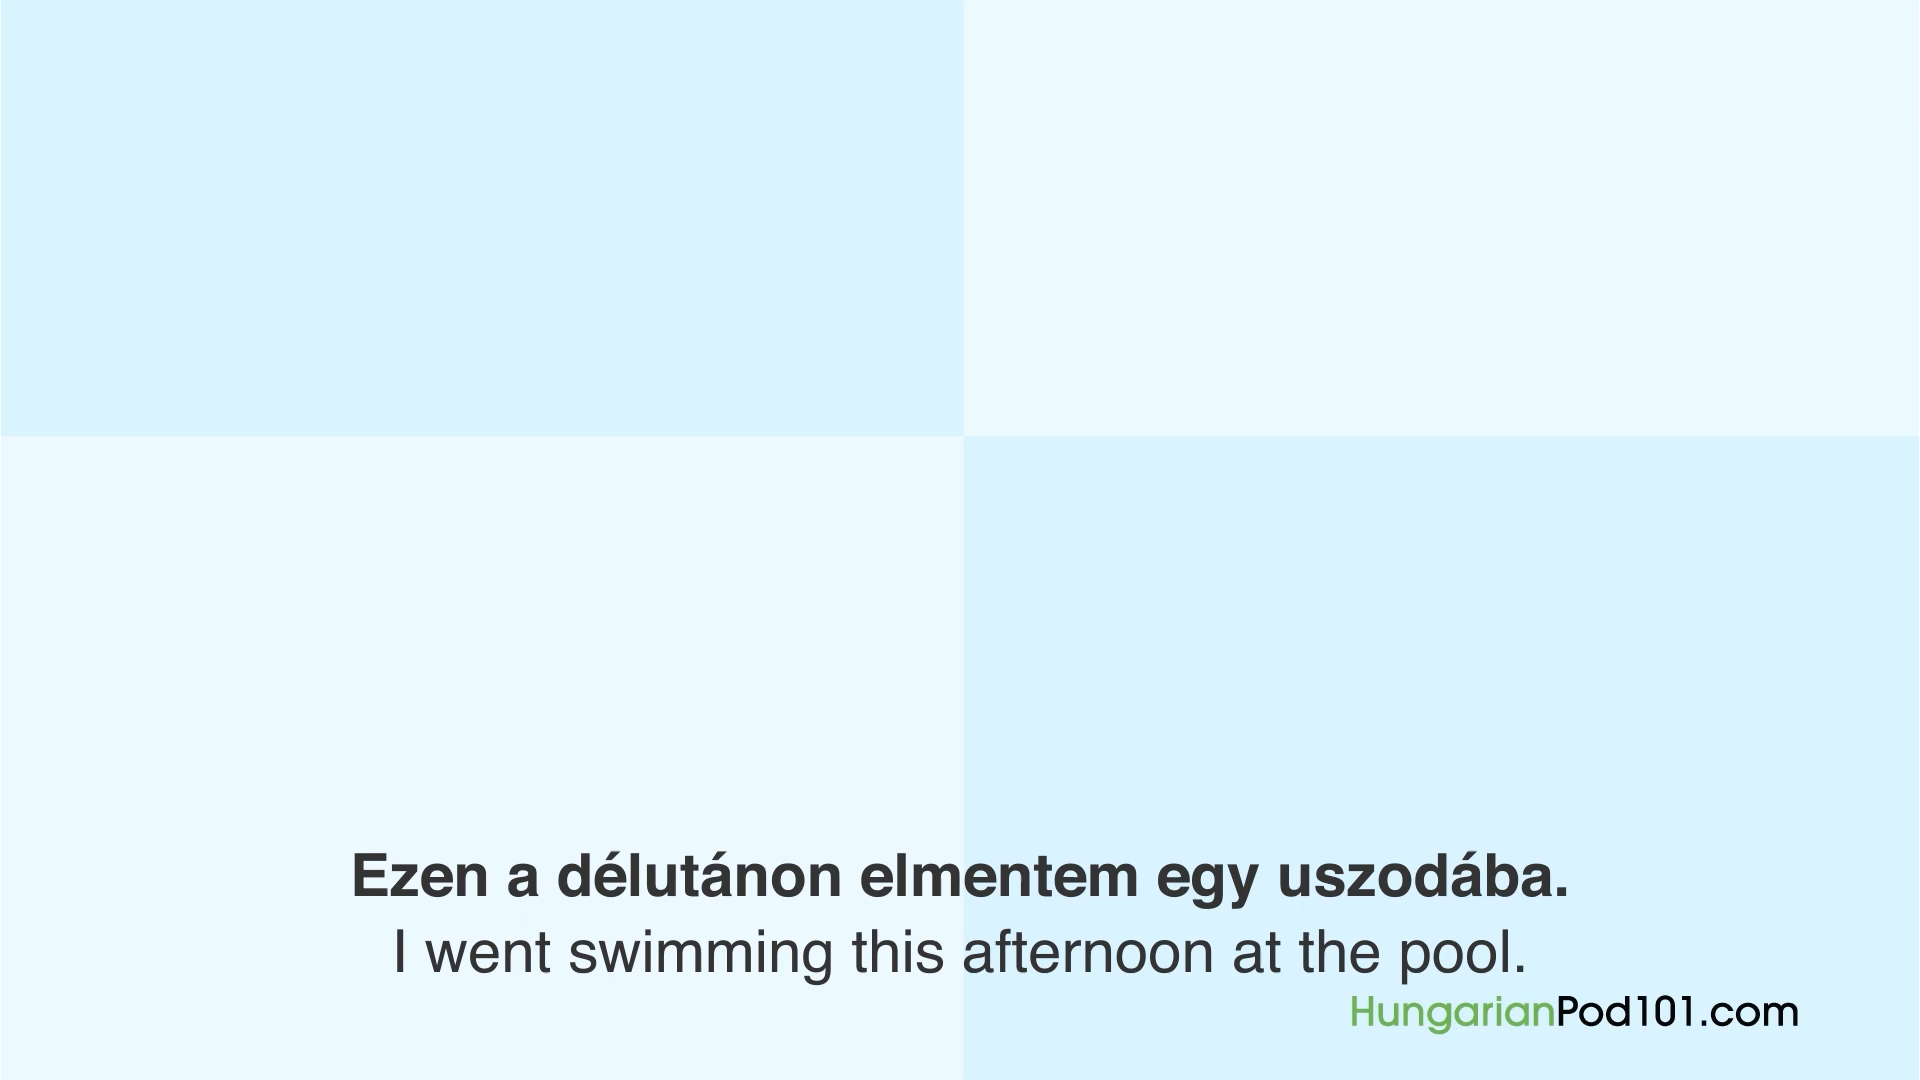 Ezen a délutánon elmentem egy uszodába.
I went swimming this afternoon at the pool.
HungarianPod101.com